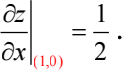 ∂z/∂x|(1,0) = 1/2 .